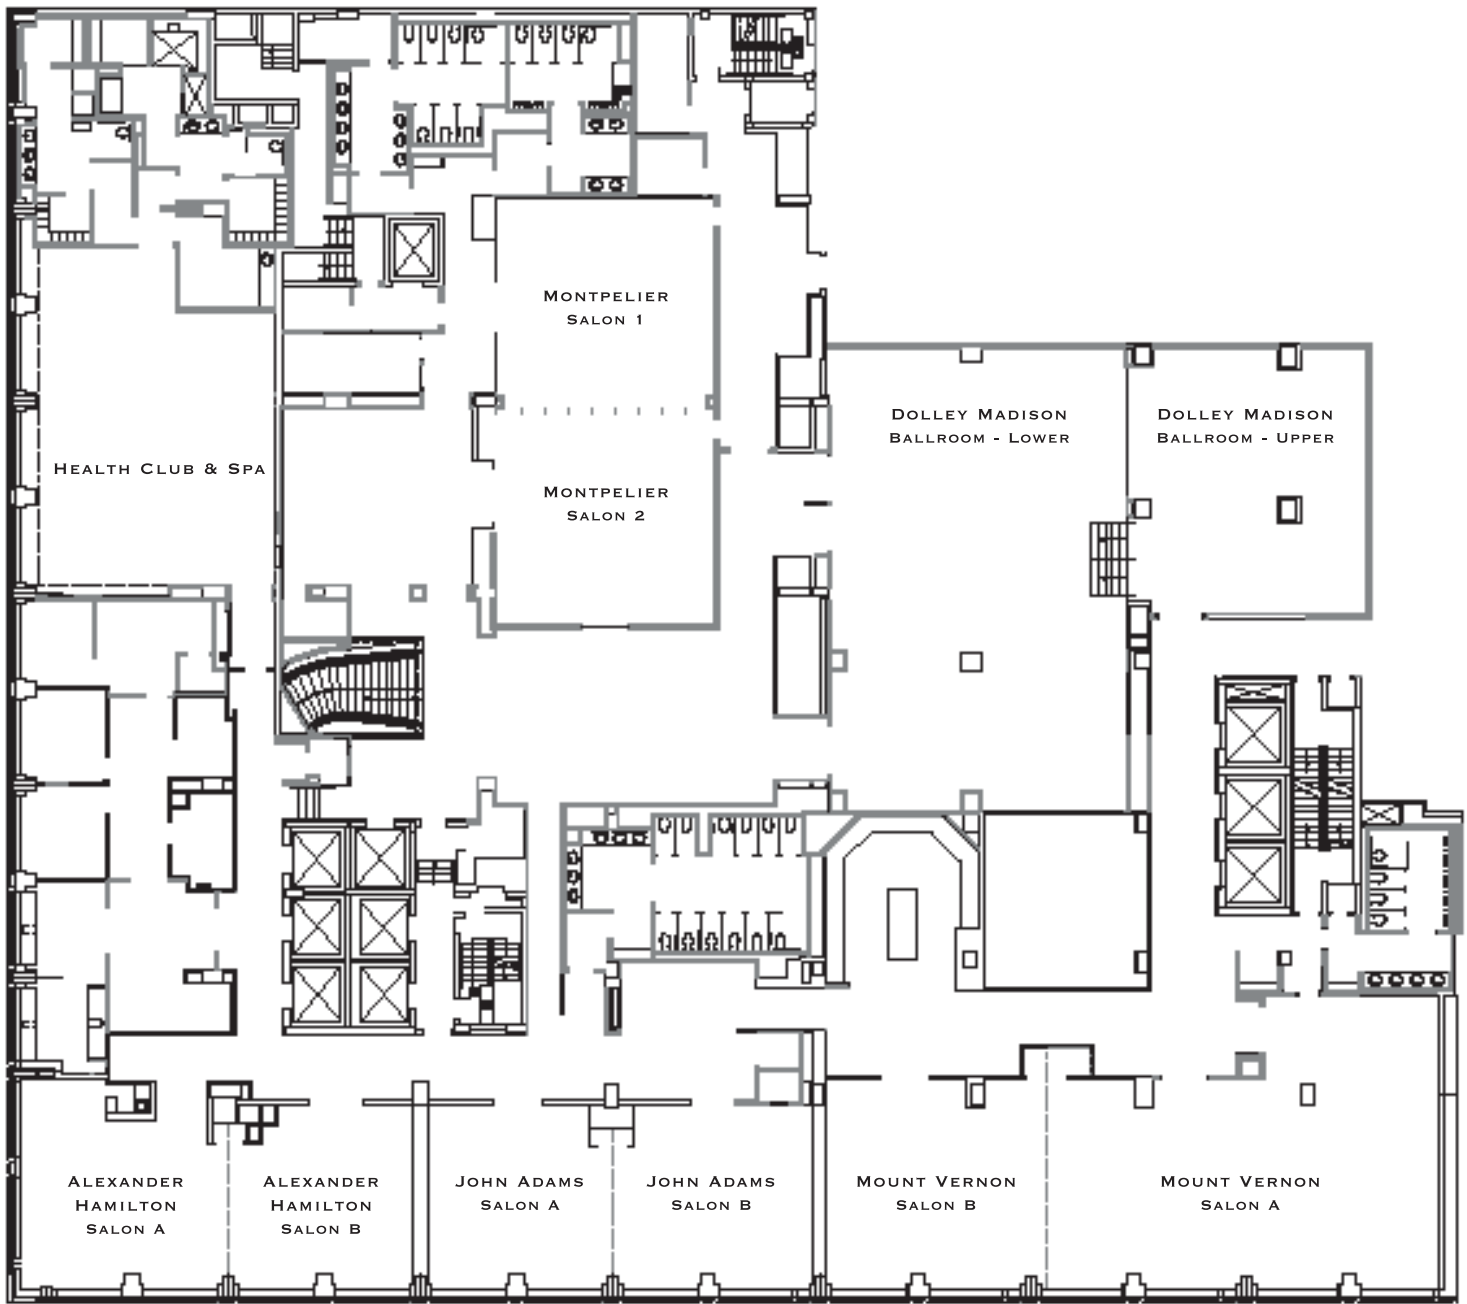 Montpelier
Salon 1
Dolley Madison
Ballroom - Lower
Dolley Madison
Ballroom - Upper
Health Club & Spa
Montpelier
Salon 2
Alexander
Hamilton
Salon A
Alexander
Hamilton
Salon B
John Adams
Salon A
John Adams
Salon B
Mount Vernon
Salon B
Mount Vernon
Salon A